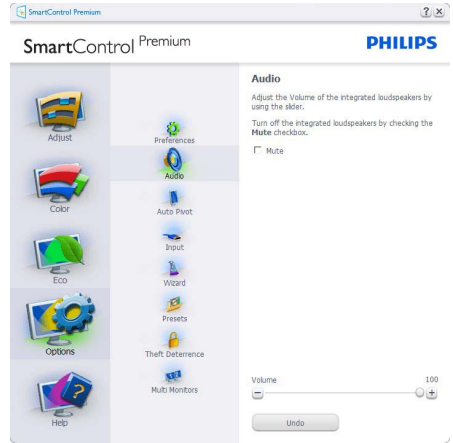 SmartControl Premium
? ×
SmartControl Premium
PHILIPS
Adjust
Color
Eco
Options
Help
Preferences
Audio
Auto Pivot
Input
Wizard
Presets
Theft Deterrence
Multi Monitors
Audio
Adjust the Volume of the integrated loudspeakers by
using the slider.
Turn off the integrated loudspeakers by checking the
Mute checkbox.
Mute
Volume 100
Undo